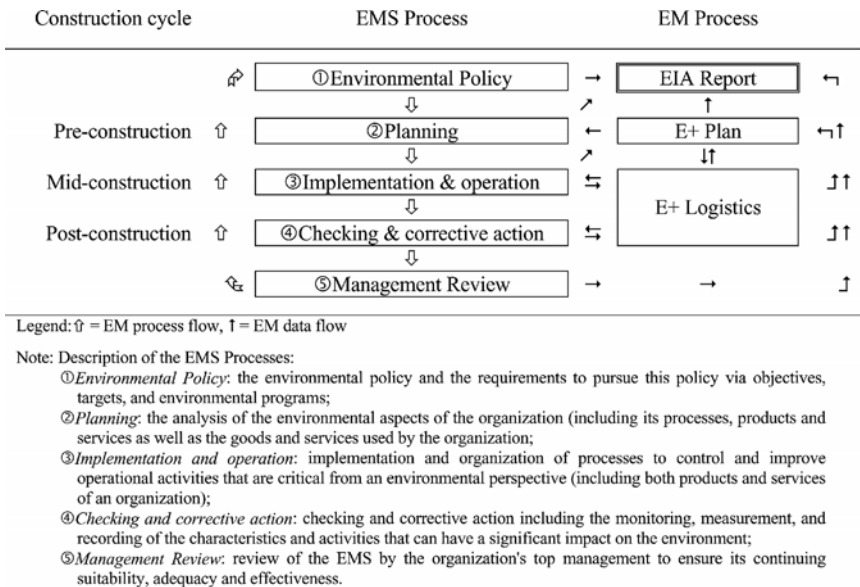 Construction cycle EMS Process EM Process
①Environmental Policy → EIA Report
Pre-construction ⇧ ②Planning ← E+ Plan
Mid-construction ⇧ ③Implementation & operation ⇆ E+ Logistics
Post-construction ⇧ ④Checking & corrective action ⇆
⑤Management Review → →
Legend: ⇧ = EM process flow, ↑ = EM data flow
Note: Description of the EMS Processes:
①Environmental Policy: the environmental policy and the requirements to pursue this policy via objectives,
targets, and environmental programs;
②Planning: the analysis of the environmental aspects of the organization (including its processes, products and
services as well as the goods and services used by the organization;
③Implementation and operation: implementation and organization of processes to control and improve
operational activities that are critical from an environmental perspective (including both products and services
of an organization);
④Checking and corrective action: checking and corrective action including the monitoring, measurement, and
recording of the characteristics and activities that can have a significant impact on the environment;
⑤Management Review: review of the EMS by the organization's top management to ensure its continuing
suitability, adequacy and effectiveness.